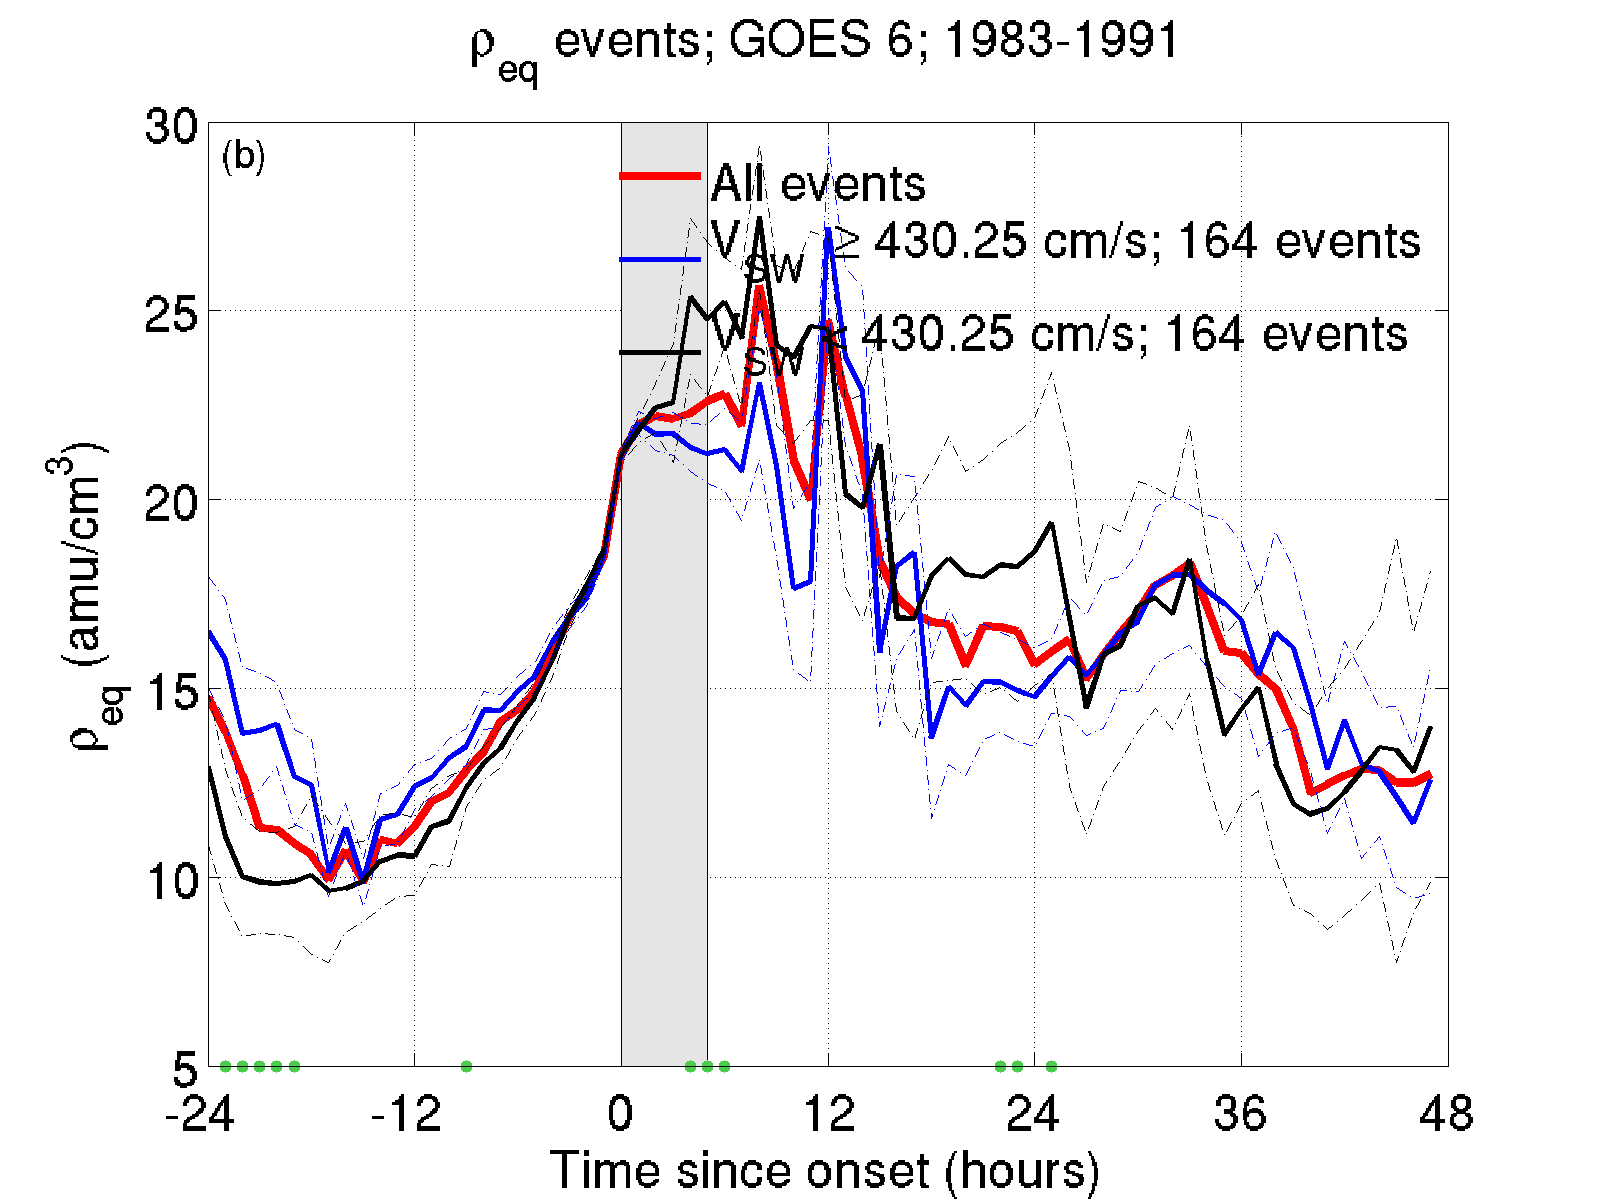 ρeq events; GOES 6; 1983-1991
30
(b)
All events
VSW ≥ 430.25 cm/s; 164 events
VSW < 430.25 cm/s; 164 events
25
20
15
10
5
ρeq (amu/cm3)
-24 -12 0 12 24 36 48
Time since onset (hours)